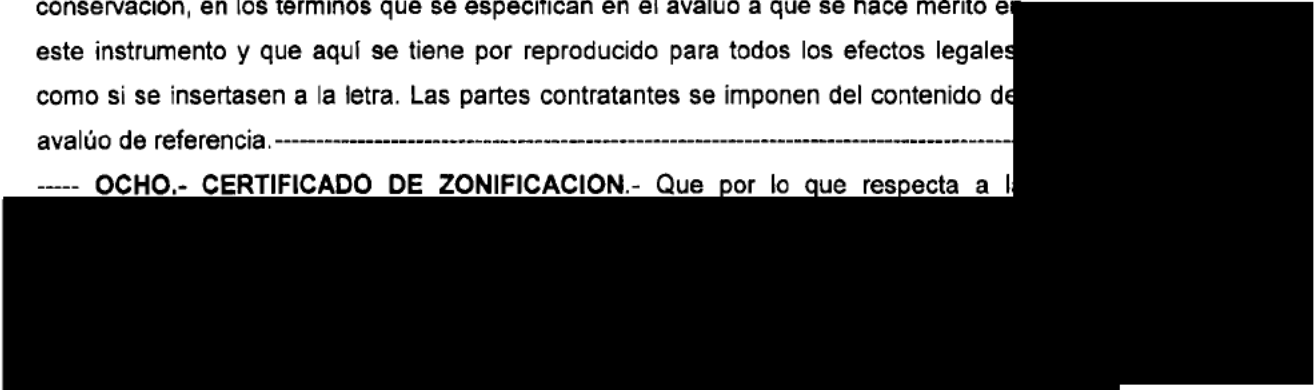 conservación, en los términos que se especifican en el avalúo a que se hace mérito
este instrumento y que aquí se tiene por reproducido para todos los efectos legales
como si se insertasen a la letra. Las partes contratantes se imponen del contenido
avalúo de referencia.------------------------------------------------------------------------
----- OCHO.- CERTIFICADO DE ZONIFICACION.- Que por lo que respecta a